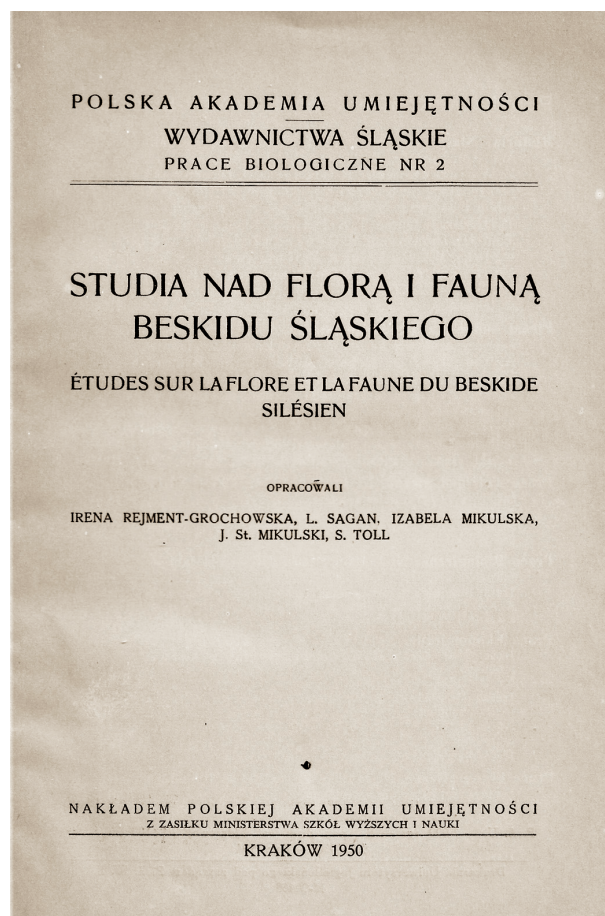 POLSKA AKADEMIA UMIEJĘTNOŚCI
WYDAWNICTWA ŚLĄSKIE
PRACE BIOLOGICZNE NR 2
STUDIA NAD FLORĄ I FAUNĄ
BESKIDU ŚLĄSKIEGO
ÉTUDES SUR LA FLORE ET LA FAUNE DU BESKIDE
SILÉSIEN
OPRACOWALI
IRENA REJMENT-GROCHOWSKA, L. SAGAN, IZABELA MIKULSKA,
J. St. MIKULSKI, S. TOLL
NAKŁADEM POLSKIEJ AKADEMII UMIEJĘTNOŚCI
Z ZASIŁKU MINISTERSTWA SZKÓŁ WYŻSZYCH I NAUKI
KRAKÓW 1950